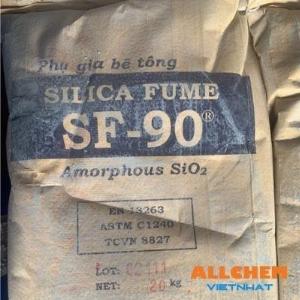 Phụ gia bê tông
SILICA FUME
SF-90®
Amorphous SiO₂
EN 13263
ASTM C1240
TCVN 8827
LOT:
NET: 20 kg
ALLCHEM
VIETNHAT